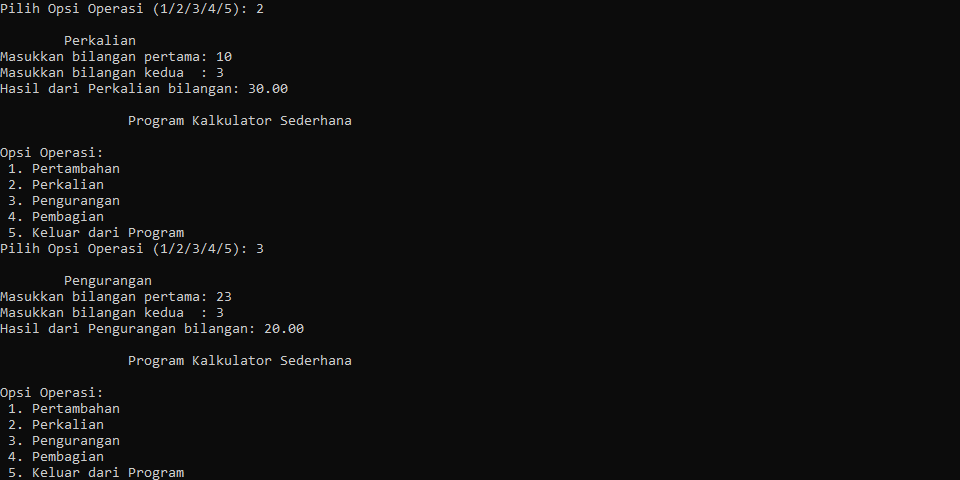 Pilih Opsi Operasi (1/2/3/4/5): 2
Perkalian
Masukkan bilangan pertama: 10
Masukkan bilangan kedua  : 3
Hasil dari Perkalian bilangan: 30.00
Program Kalkulator Sederhana
Opsi Operasi:
1. Pertambahan
2. Perkalian
3. Pengurangan
4. Pembagian
5. Keluar dari Program
Pilih Opsi Operasi (1/2/3/4/5): 3
Pengurangan
Masukkan bilangan pertama: 23
Masukkan bilangan kedua  : 3
Hasil dari Pengurangan bilangan: 20.00
Program Kalkulator Sederhana
Opsi Operasi:
1. Pertambahan
2. Perkalian
3. Pengurangan
4. Pembagian
5. Keluar dari Program